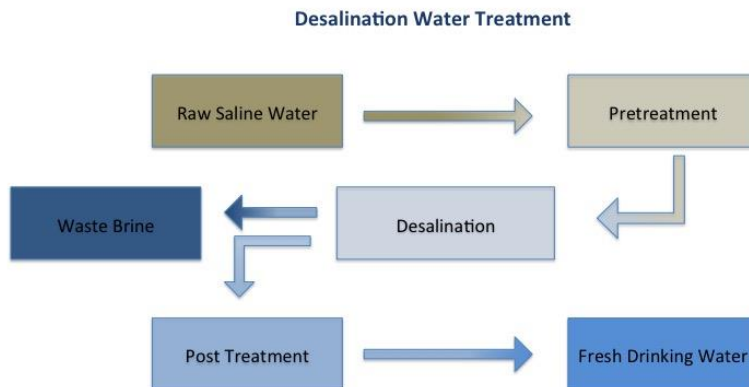 Desalination Water Treatment
Raw Saline Water
Pretreatment
Waste Brine
Desalination
Post Treatment
Fresh Drinking Water